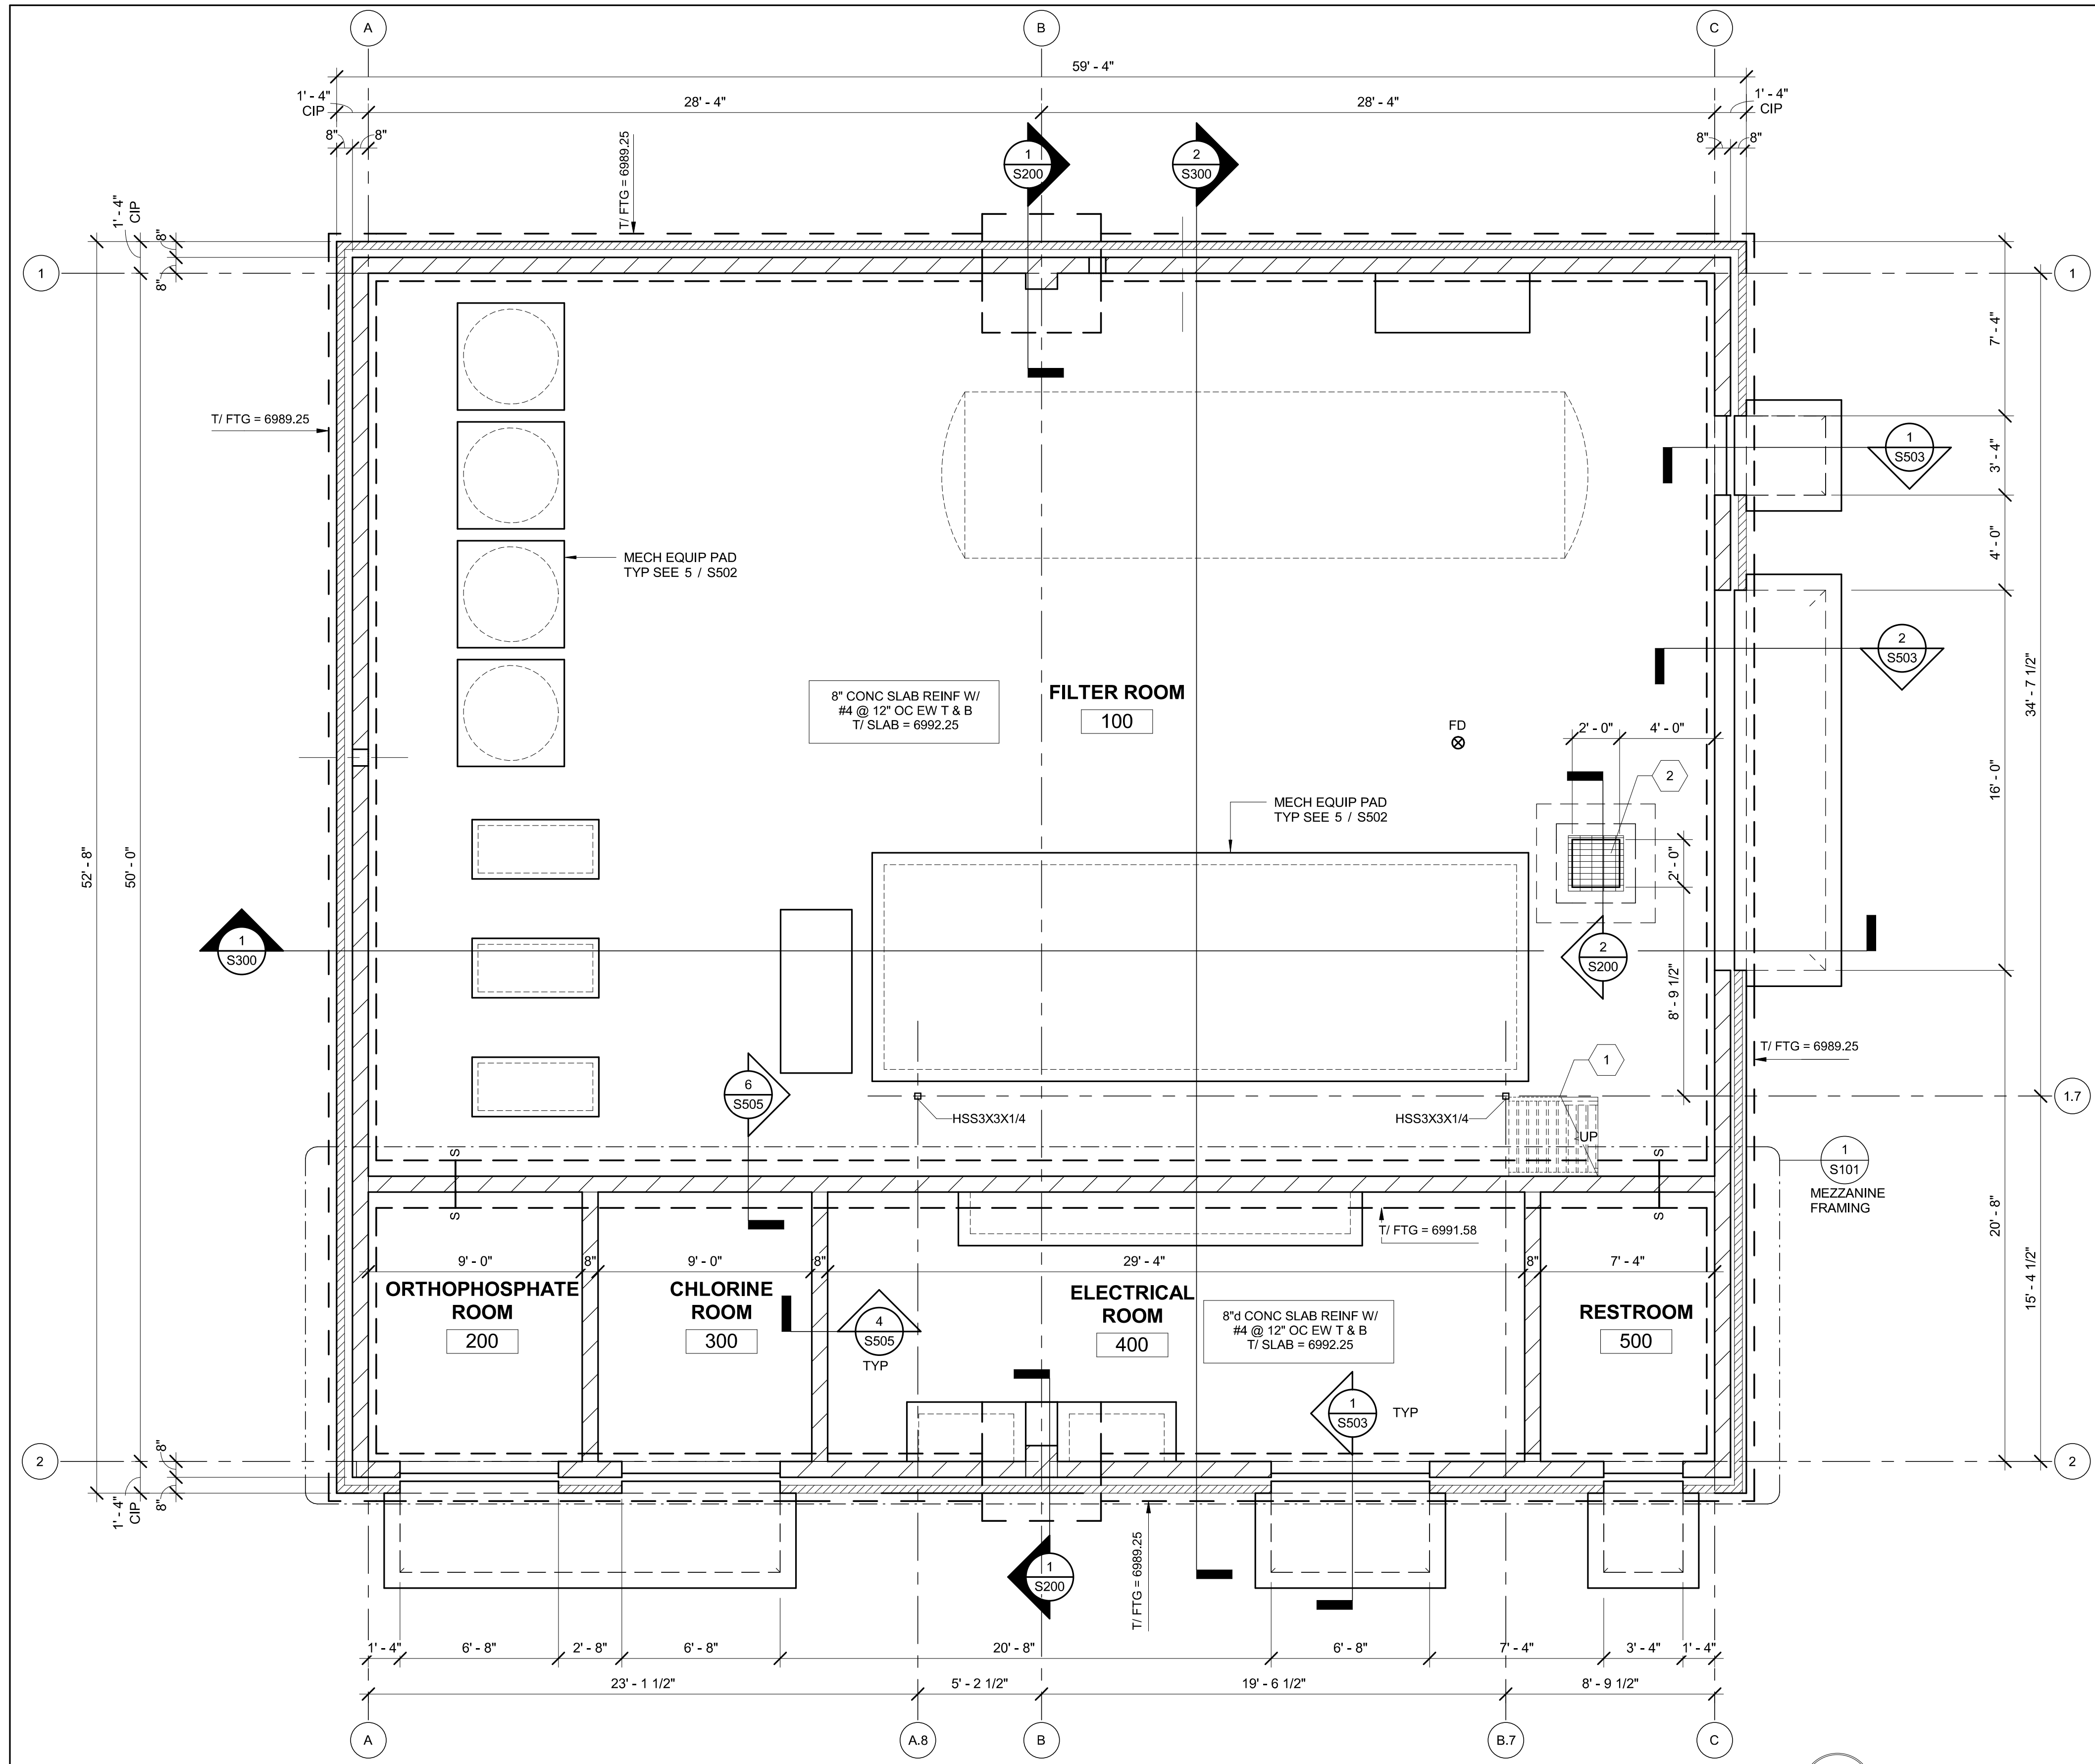 A
B
C
59' - 4"
1' - 4"
CIP
28' - 4"
28' - 4"
1' - 4"
CIP
8"
8"
8"
8"
T/ FTG = 6989.25
1
S200
2
S300
1' - 4"
CIP
8"
8"
1
1
7' - 4"
T/ FTG = 6989.25
1
S503
3' - 4"
4' - 0"
MECH EQUIP PAD
TYP SEE 5 / S502
2
S503
34' - 7 1/2"
8" CONC SLAB REINF W/
#4 @ 12" OC EW T & B
T/ SLAB = 6992.25
FILTER ROOM
100
FD
2' - 0"
4' - 0"
2
16' - 0"
MECH EQUIP PAD
TYP SEE 5 / S502
2' - 0"
52' - 8"
50' - 0"
1
S300
2
S200
8' - 9 1/2"
T/ FTG = 6989.25
1
6
S505
HSS3X3X1/4
HSS3X3X1/4
1.7
UP
S
S
S
S
1
S101
MEZZANINE
FRAMING
T/ FTG = 6991.58
20' - 8"
15' - 4 1/2"
9' - 0"
8"
9' - 0"
8"
29' - 4"
8"
7' - 4"
ORTHOPHOSPHATE
ROOM
200
CHLORINE
ROOM
300
4
S505
TYP
ELECTRICAL
ROOM
400
8"d CONC SLAB REINF W/
#4 @ 12" OC EW T & B
T/ SLAB = 6992.25
RESTROOM
500
1
S503
TYP
2
2
8"
8"
1' - 4"
CIP
1
S200
T/ FTG = 6989.25
1' - 4"
6' - 8"
2' - 8"
6' - 8"
20' - 8"
6' - 8"
7' - 4"
3' - 4"
1' - 4"
23' - 1 1/2"
5' - 2 1/2"
19' - 6 1/2"
8' - 9 1/2"
A
A.8
B
B.7
C